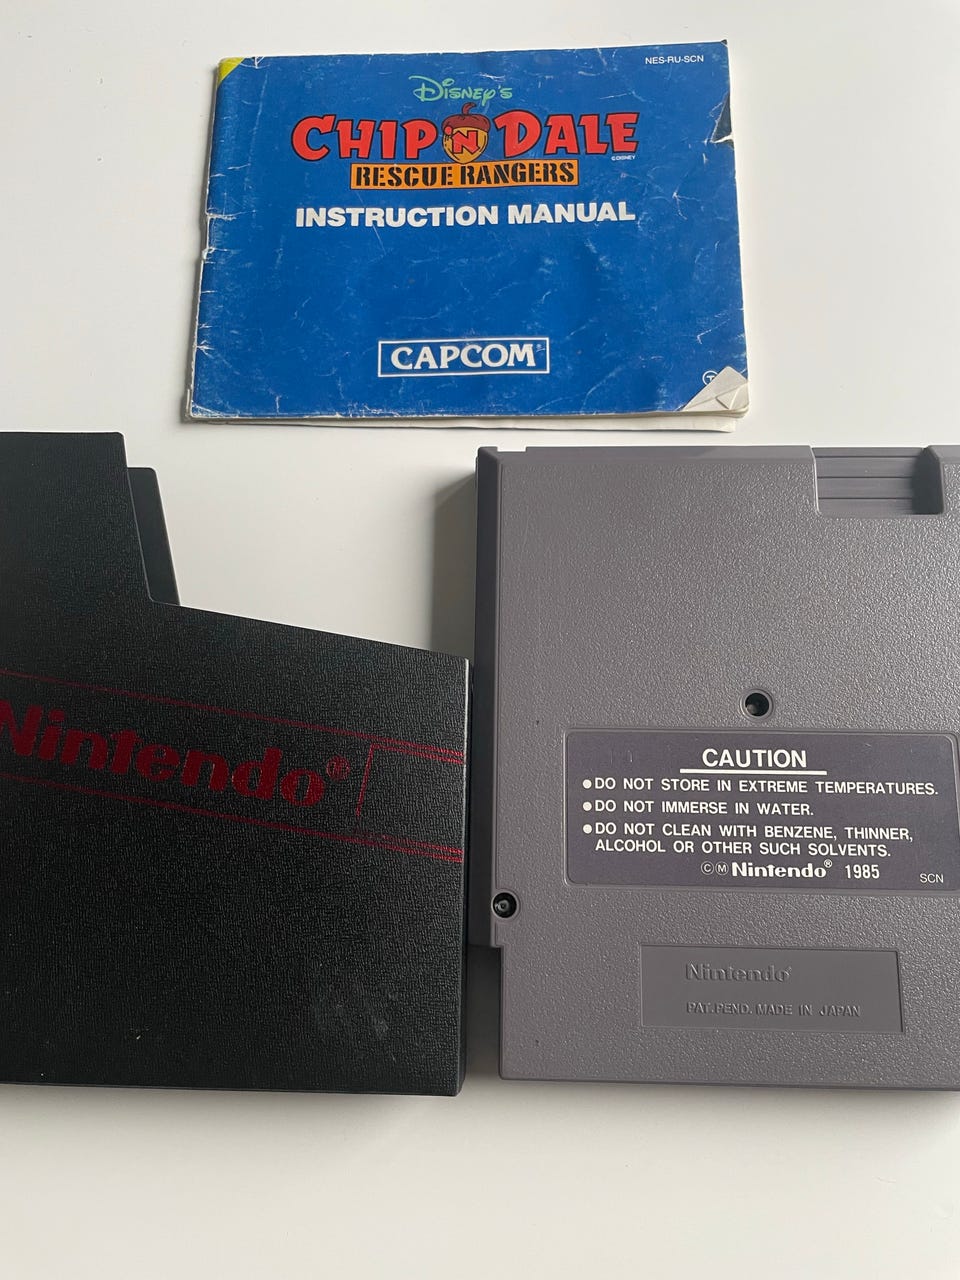 NES-RU-SCN
Disney's
CHIP 'N DALE
©DISNEY
RESCUE RANGERS
INSTRUCTION MANUAL
CAPCOM®
Nintendo®
CAUTION
●DO NOT STORE IN EXTREME TEMPERATURES.
●DO NOT IMMERSE IN WATER.
●DO NOT CLEAN WITH BENZENE, THINNER,
ALCOHOL OR OTHER SUCH SOLVENTS.
ⒸⓂ Nintendo® 1985
SCN
Nintendo®
PAT.PEND. MADE IN JAPAN